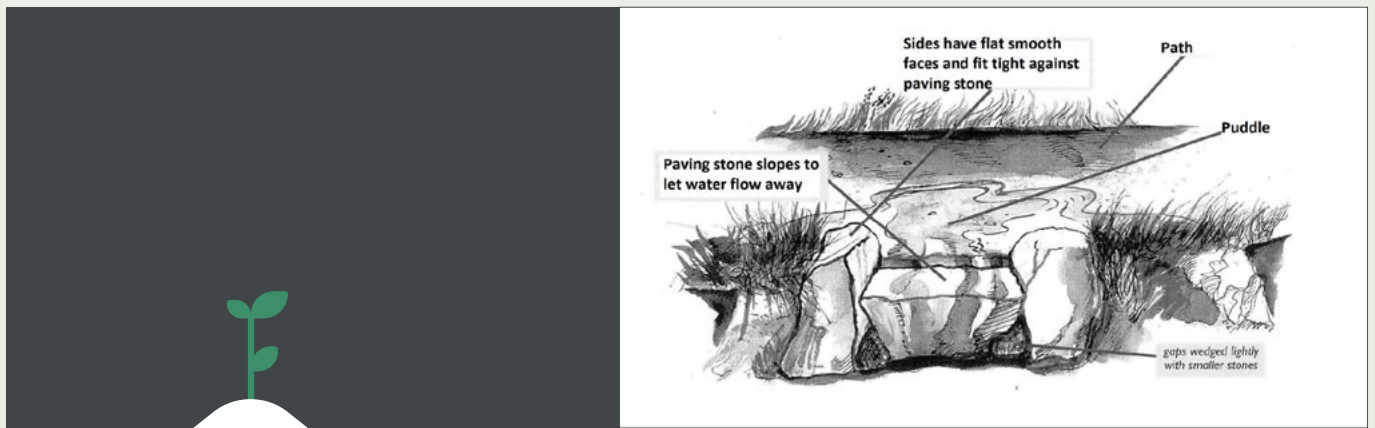 Sides have flat smooth
faces and fit tight against
paving stone
Path
Puddle
Paving stone slopes to
let water flow away
gaps wedged lightly
with smaller stones